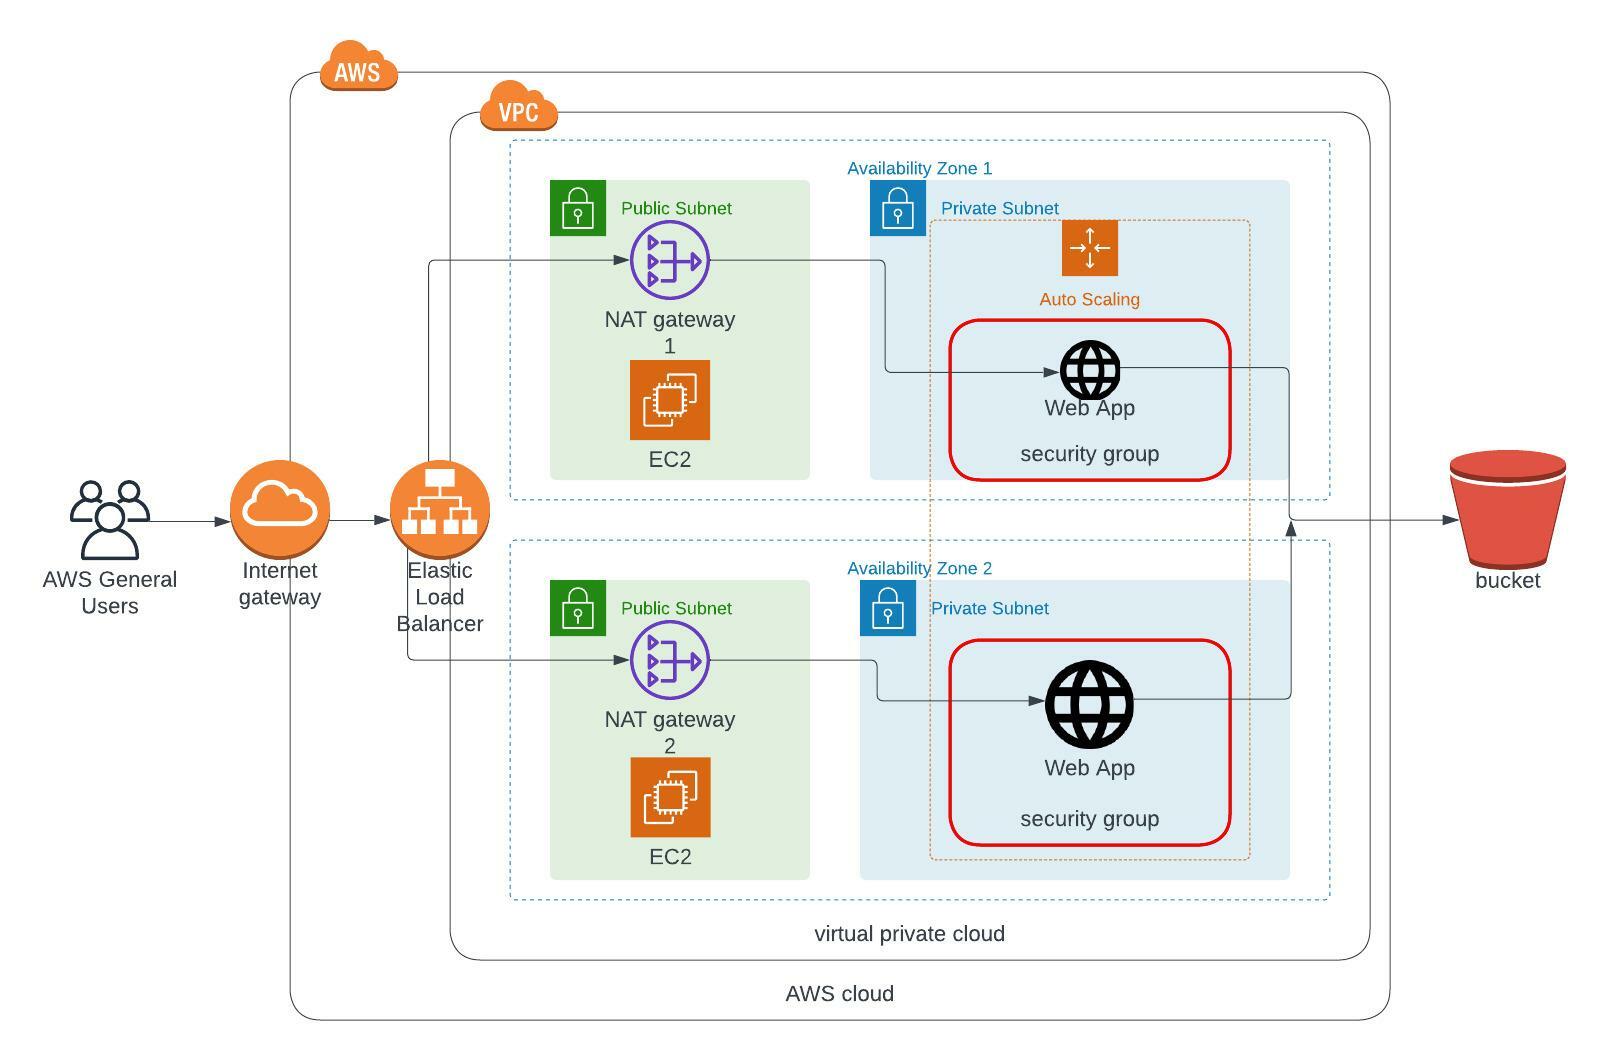 AWS
VPC
Availability Zone 1
Public Subnet
Private Subnet
NAT gateway
1
Auto Scaling
Web App
EC2
security group
AWS General
Users
Internet
gateway
Elastic
Load
Balancer
bucket
Availability Zone 2
Public Subnet
Private Subnet
NAT gateway
2
Web App
EC2
security group
virtual private cloud
AWS cloud